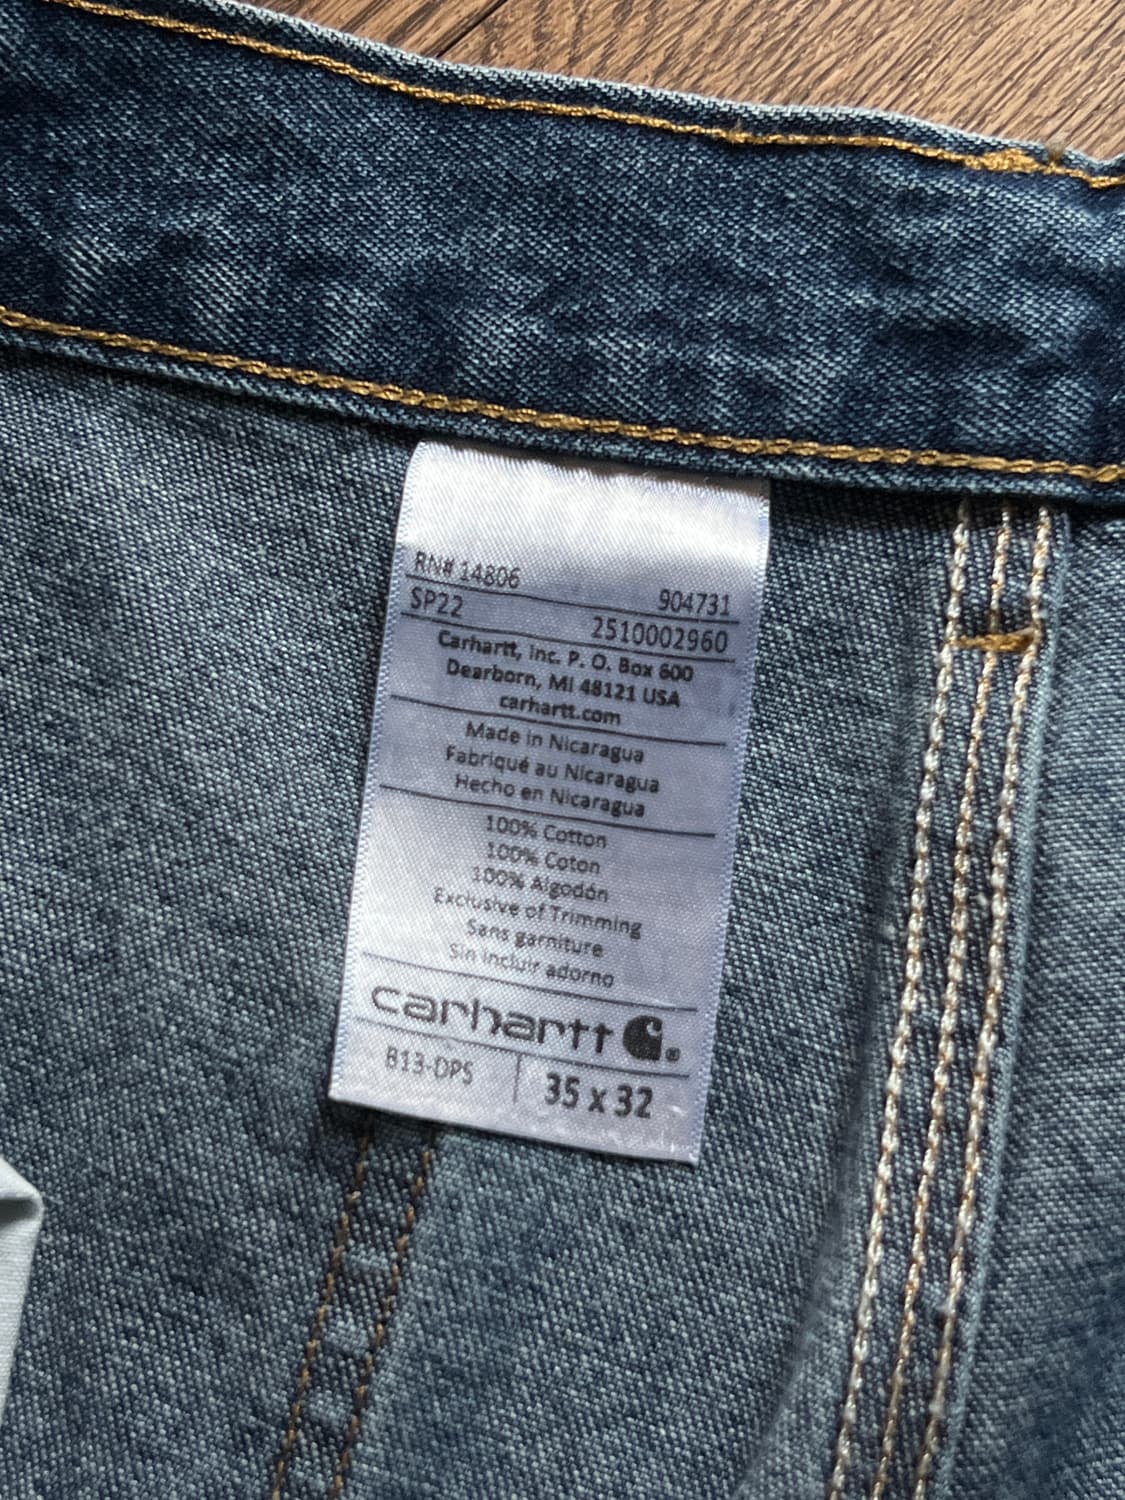 RN# 14806 904731
SP22 2510002960
Carhartt, Inc. P. O. Box 600
Dearborn, MI 48121 USA
carhartt.com
Made in Nicaragua
Fabriqué au Nicaragua
Hecho en Nicaragua
100% Cotton
100% Coton
100% Algodón
Exclusive of Trimming
Sans garniture
Sin incluir adorno
carhartt ®
B13-DPS 35 x 32